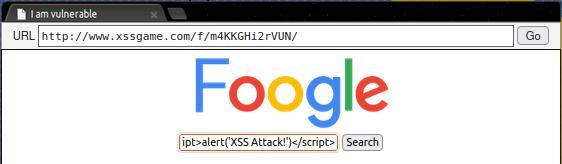 I am vulnerable
URL http://www.xssgame.com/f/m4KKGHi2rVUN/ Go
Foogle
ipt>alert('XSS Attack!')</script> Search